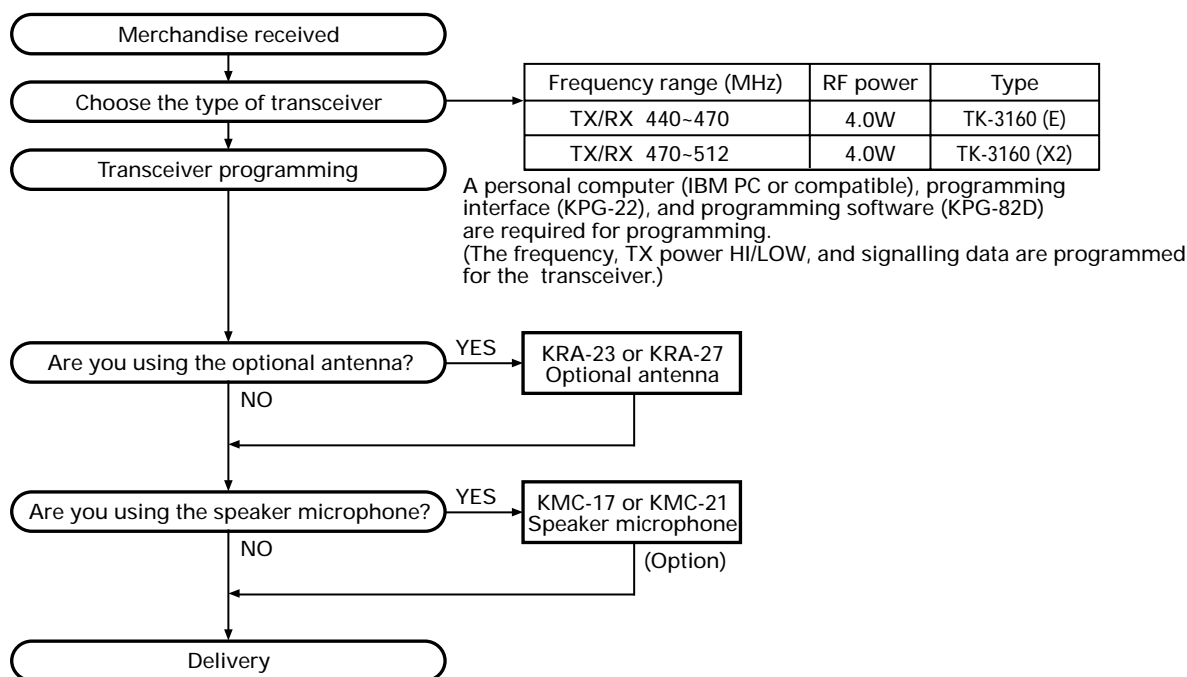 Merchandise received
Choose the type of transceiver
Frequency range (MHz) RF power Type
TX/RX 440~470 4.0W TK-3160 (E)
TX/RX 470~512 4.0W TK-3160 (X2)
Transceiver programming
A personal computer (IBM PC or compatible), programming
interface (KPG-22), and programming software (KPG-82D)
are required for programming.
(The frequency, TX power HI/LOW, and signalling data are programmed
for the transceiver.)
Are you using the optional antenna?
YES
KRA-23 or KRA-27
Optional antenna
NO
Are you using the speaker microphone?
YES
KMC-17 or KMC-21
Speaker microphone
NO
(Option)
Delivery